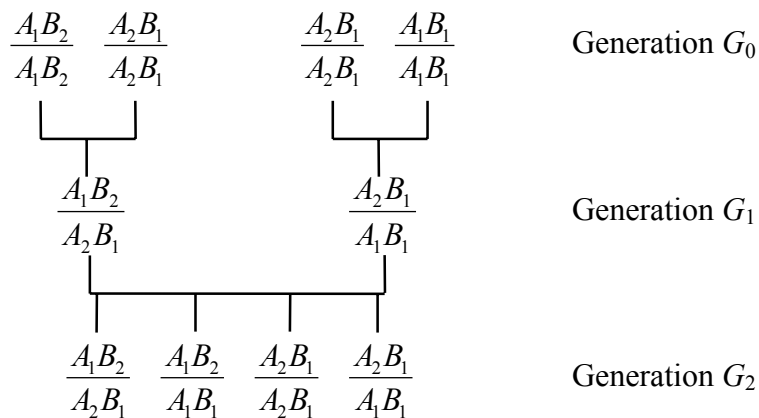 A₁B₂ A₂B₁ A₂B₁ A₁B₁ Generation G₀
A₁B₂ A₂B₁ A₂B₁ A₁B₁
A₁B₂ A₂B₁ Generation G₁
A₂B₁ A₁B₁
A₁B₂ A₁B₂ A₂B₁ A₂B₁ Generation G₂
A₂B₁ A₁B₁ A₂B₁ A₁B₁